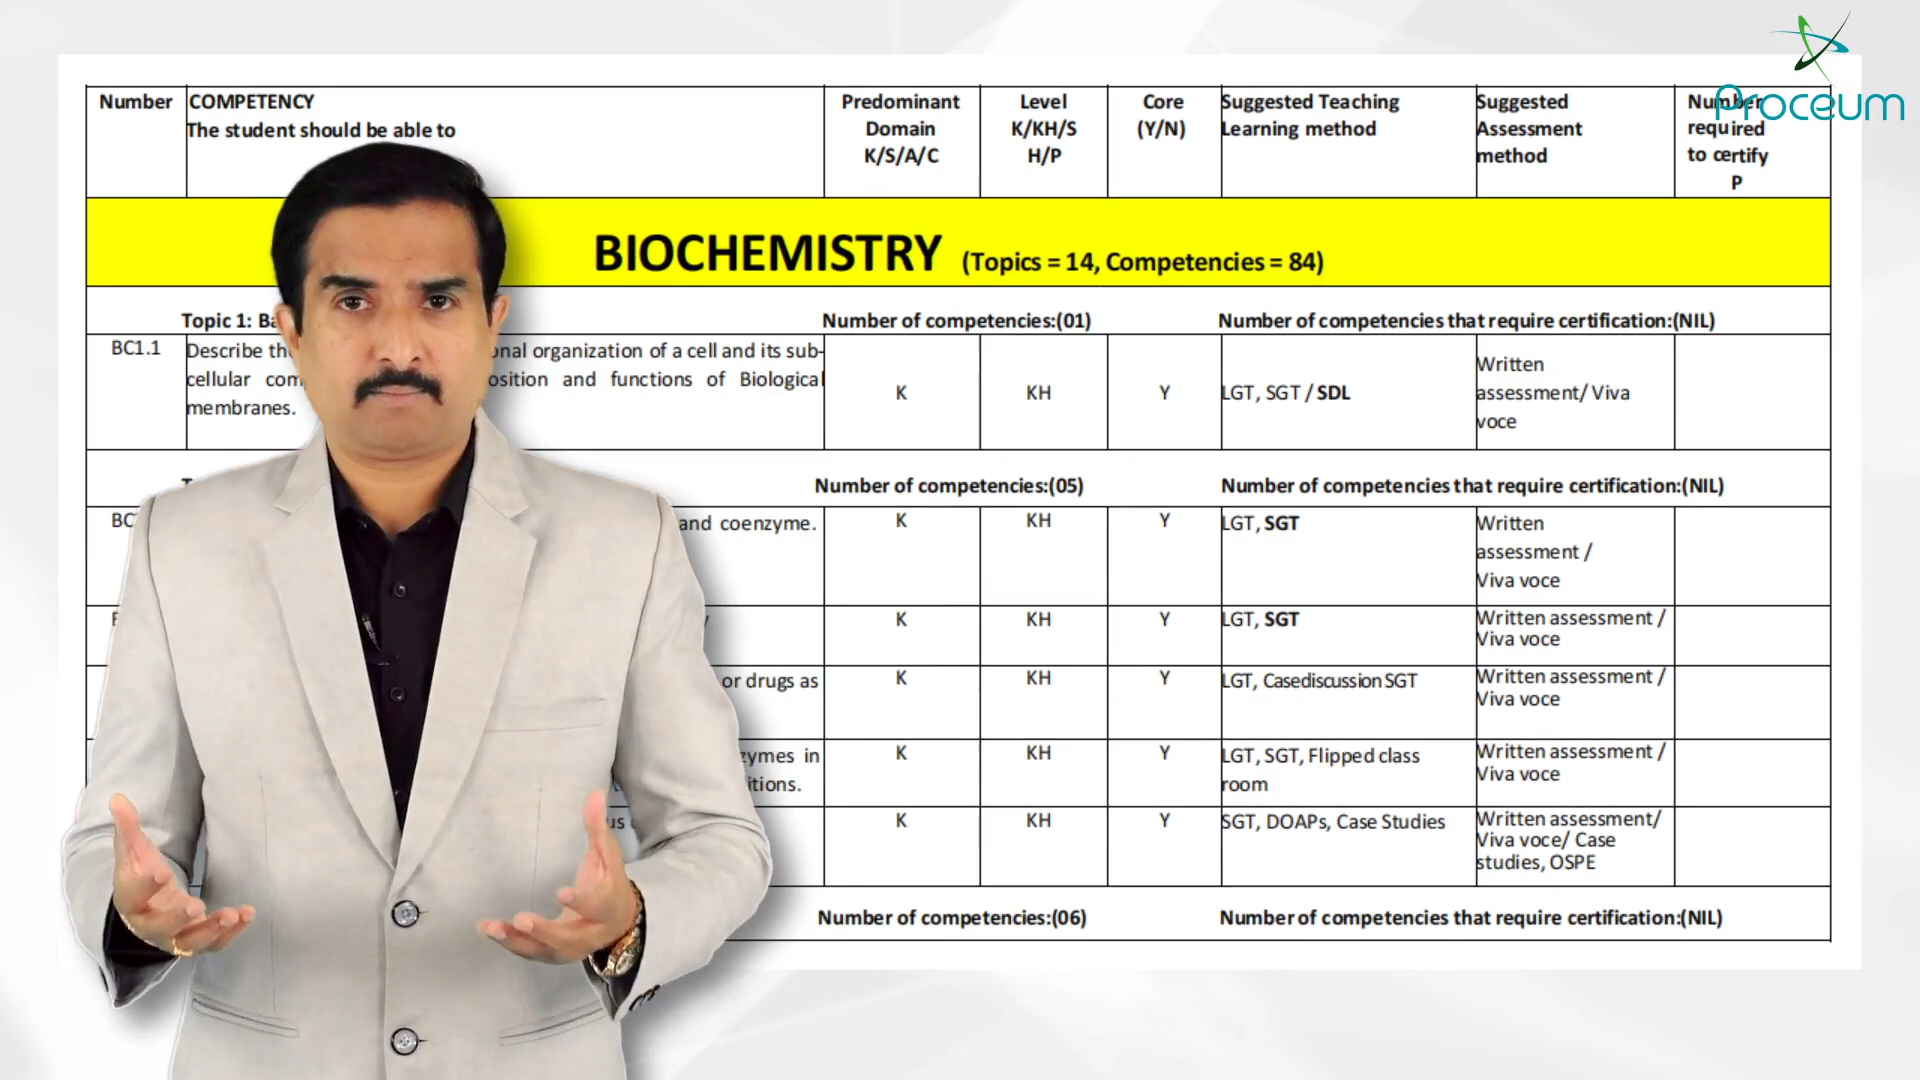 Proceum
Number COMPETENCY Predominant Level Core Suggested Teaching Suggested Number
The student should be able to Domain K/KH/S (Y/N) Learning method Assessment required
K/S/A/C H/P method to certify
P
BIOCHEMISTRY (Topics = 14, Competencies = 84)
Topic 1: Number of competencies:(01) Number of competencies that require certification:(NIL)
BC1.1 Describe organization of a cell and its sub-
cellular and functions of Biological
membranes.
K KH Y LGT, SGT / SDL
Written
assessment/ Viva
voce
Number of competencies:(05) Number of competencies that require certification:(NIL)
and coenzyme. K KH Y LGT, SGT Written
assessment /
Viva voce
K KH Y LGT, SGT Written assessment /
Viva voce
or drugs as K KH Y LGT, Casediscussion SGT Written assessment /
Viva voce
in K KH Y LGT, SGT, Flipped class Written assessment /
room Viva voce
K KH Y SGT, DOAPs, Case Studies Written assessment/
Viva voce/ Case
studies, OSPE
Number of competencies:(06) Number of competencies that require certification:(NIL)